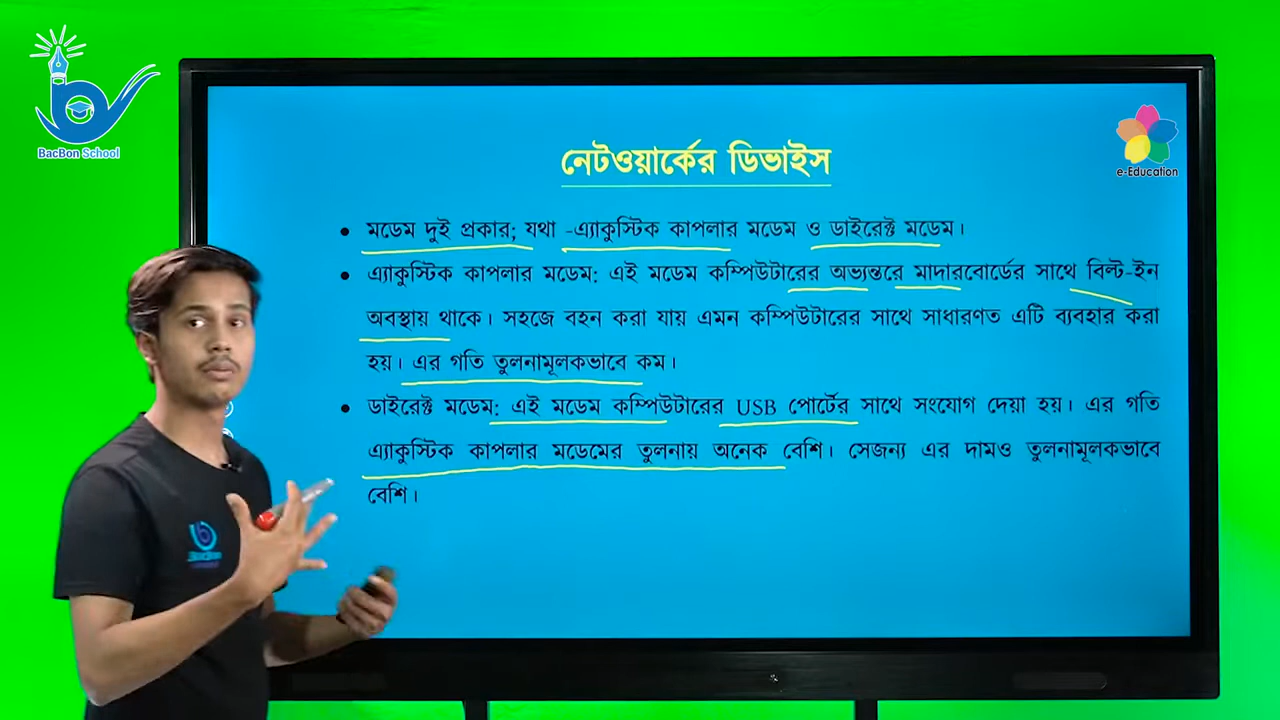 BacBon School
e-Education
নেটওয়ার্কের ডিভাইস
• মডেম দুই প্রকার; যথা -এ্যাকুস্টিক কাপলার মডেম ও ডাইরেক্ট মডেম।
• এ্যাকুস্টিক কাপলার মডেম: এই মডেম কম্পিউটারের অভ্যন্তরে মাদারবোর্ডের সাথে বিল্ট-ইন
অবস্থায় থাকে। সহজে বহন করা যায় এমন কম্পিউটারের সাথে সাধারণত এটি ব্যবহার করা
হয়। এর গতি তুলনামূলকভাবে কম।
• ডাইরেক্ট মডেম: এই মডেম কম্পিউটারের USB পোর্টের সাথে সংযোগ দেয়া হয়। এর গতি
এ্যাকুস্টিক কাপলার মডেমের তুলনায় অনেক বেশি। সেজন্য এর দামও তুলনামূলকভাবে
বেশি।